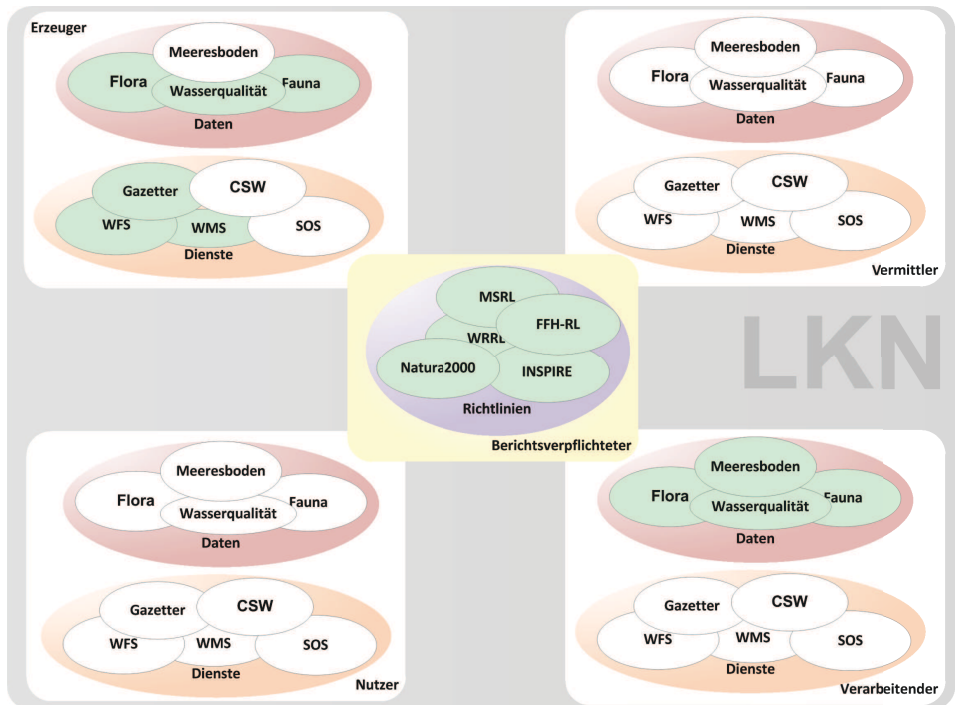 Erzeuger
Meeresboden
Flora
Fauna
Wasserqualität
Daten
Gazetter
CSW
WFS
WMS
SOS
Dienste
Meeresboden
Flora
Fauna
Wasserqualität
Daten
Gazetter
CSW
WFS
WMS
SOS
Dienste
Vermittler
MSRL
FFH-RL
WRRL
Natura2000
INSPIRE
Richtlinien
Berichtsverpflichteter
LKN
Meeresboden
Flora
Fauna
Wasserqualität
Daten
Gazetter
CSW
WFS
WMS
SOS
Dienste
Nutzer
Meeresboden
Flora
Fauna
Wasserqualität
Daten
Gazetter
CSW
WFS
WMS
SOS
Dienste
Verarbeitender